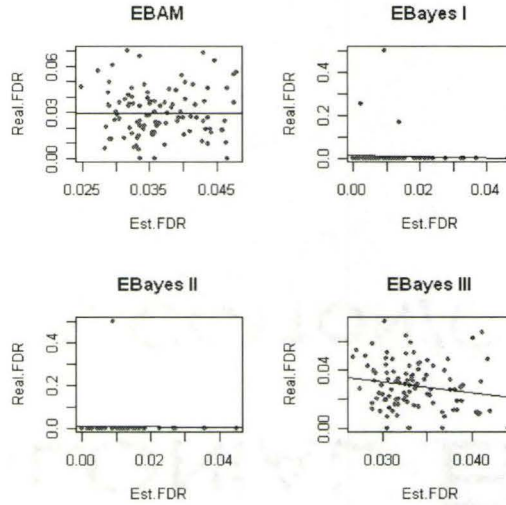 EBAM
Real.FDR
0.00 0.03 0.06
0.025 0.035 0.045
Est.FDR
EBayes I
Real.FDR
0.0 0.2 0.4
0.00 0.02 0.04
Est.FDR
EBayes II
Real.FDR
0.0 0.2 0.4
0.00 0.02 0.04
Est.FDR
EBayes III
Real.FDR
0.00 0.04
0.030 0.040
Est.FDR